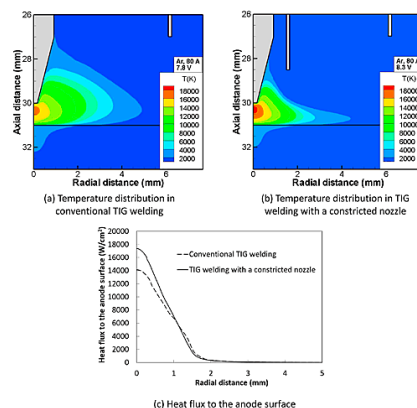 (a)
26
28
30
32
Axial distance (mm)
Ar, 80 A
7.8 V
T(K)
18000
16000
14000
12000
10000
8000
6000
4000
2000
0 2 4 6
Radial distance (mm)
(a) Temperature distribution in
conventional TIG welding
(b)
26
28
30
32
Axial distance (mm)
Ar, 80 A
8.3 V
T(K)
18000
16000
14000
12000
10000
8000
6000
4000
2000
0 2 4 6
Radial distance (mm)
(b) Temperature distribution in TIG
welding with a constricted nozzle
Heat flux to the anode surface (W/cm²)
20000
18000
16000
14000
12000
10000
8000
6000
4000
2000
0
Conventional TIG welding
TIG welding with a constricted nozzle
0 1 2 3 4 5
Radial distance (mm)
(c) Heat flux to the anode surface